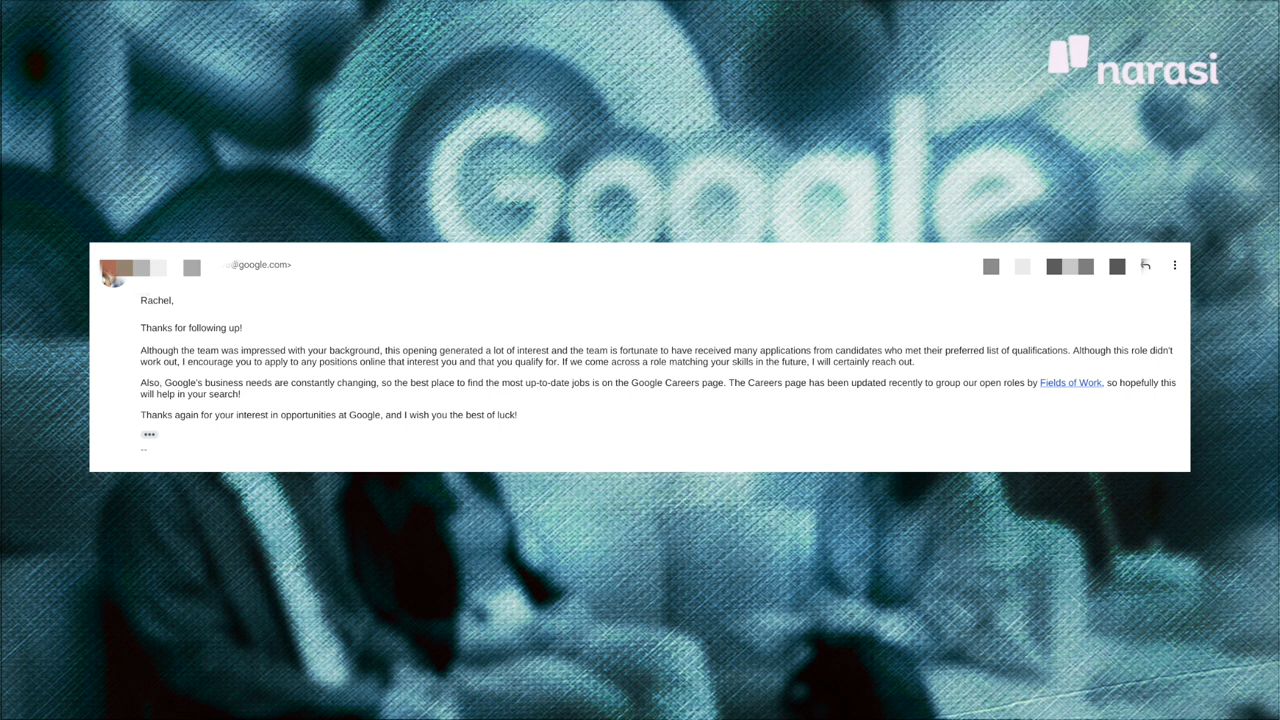 Google
narasi
@google.com>
Rachel,
Thanks for following up!
Although the team was impressed with your background, this opening generated a lot of interest and the team is fortunate to have received many applications from candidates who met their preferred list of qualifications. Although this role didn't
work out, I encourage you to apply to any positions online that interest you and that you qualify for. If we come across a role matching your skills in the future, I will certainly reach out.
Also, Google's business needs are constantly changing, so the best place to find the most up-to-date jobs is on the Google Careers page. The Careers page has been updated recently to group our open roles by Fields of Work, so hopefully this
will help in your search!
Thanks again for your interest in opportunities at Google, and I wish you the best of luck!
--